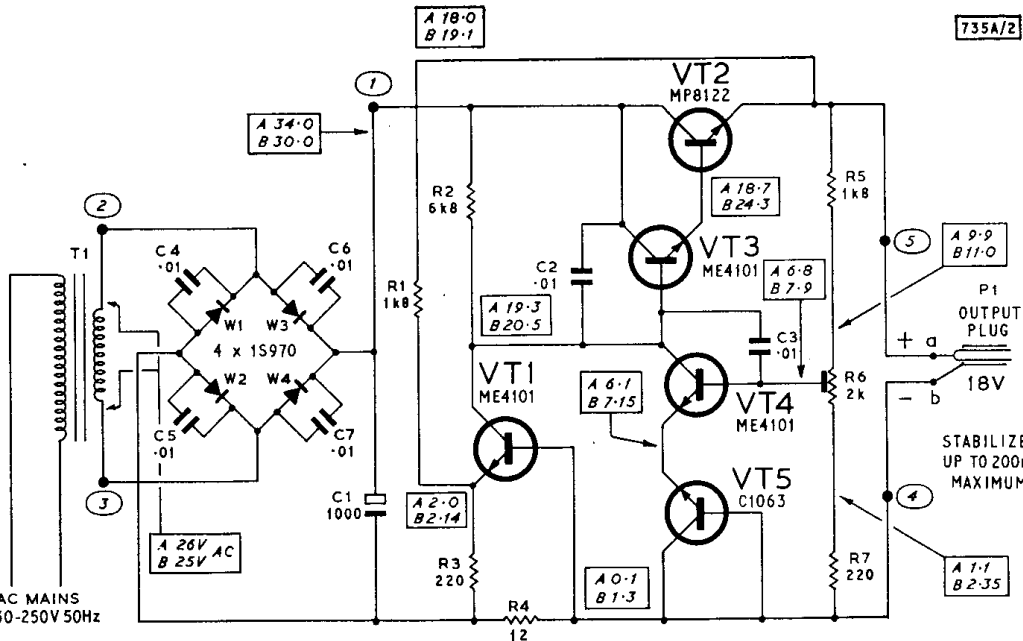 A 18·0
B 19·1
735A/2
1
VT2
MP8122
A 34·0
B 30·0
R2
6k8
A 18·7
B 24·3
R5
1k8
2
T1
C4
·01
C6
·01
VT3
ME4101
5
A 9·9
B 11·0
C2
·01
A 6·8
B 7·9
R1
1k8
P1
OUTPUT
PLUG
W1
W3
A 19·3
B 20·5
4 x 1S970
C3
·01
+ a
R6
2k
18V
W2
W4
VT1
ME4101
A 6·1
B 7·15
VT4
ME4101
- b
C5
·01
C7
·01
STABILIZE
UP TO 200
MAXIMUM
VT5
C1063
3
C1
1000
A 2·0
B 2·14
4
A 26V AC
B 25V
R3
220
A 0·1
B 1·3
R7
220
A 1·1
B 2·35
AC MAINS
0-250V 50Hz
R4
12